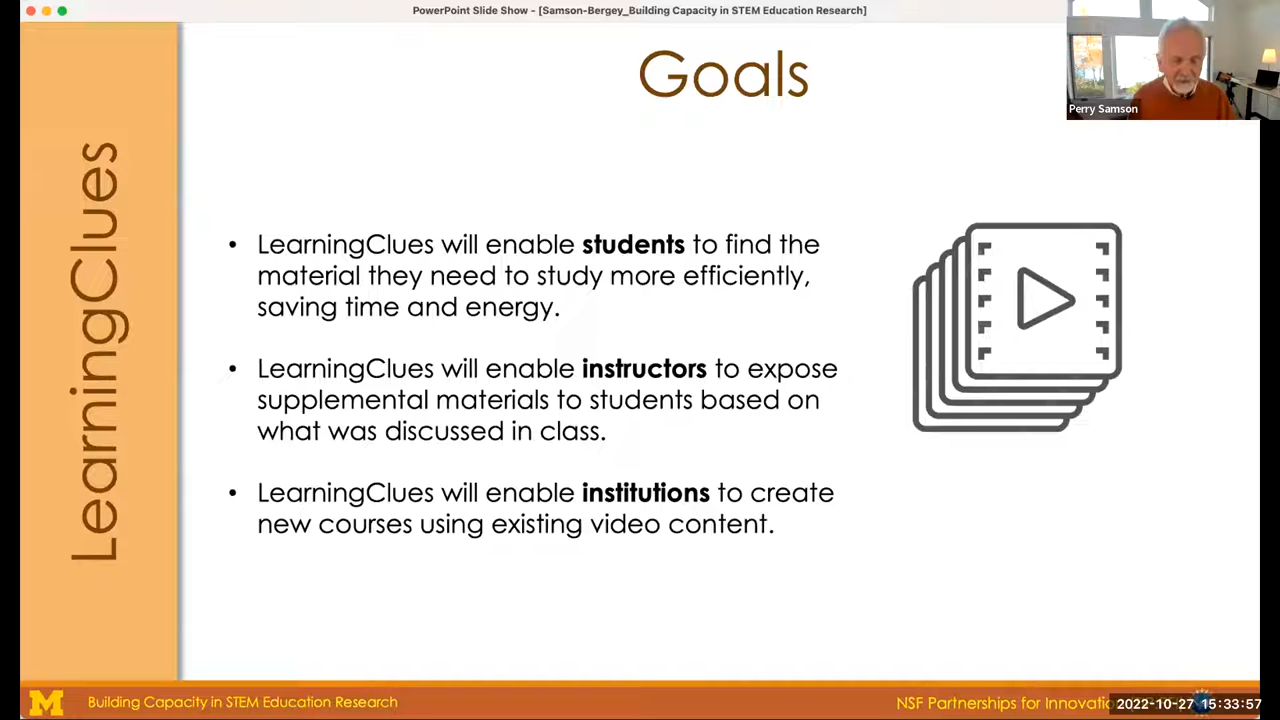 PowerPoint Slide Show - [Samson-Bergey_Building Capacity in STEM Education Research]
Goals
Perry Samson
LearningClues
• LearningClues will enable students to find the
material they need to study more efficiently,
saving time and energy.
• LearningClues will enable instructors to expose
supplemental materials to students based on
what was discussed in class.
• LearningClues will enable institutions to create
new courses using existing video content.
M
Building Capacity in STEM Education Research
NSF Partnerships for
2022-10-27 15:33:57